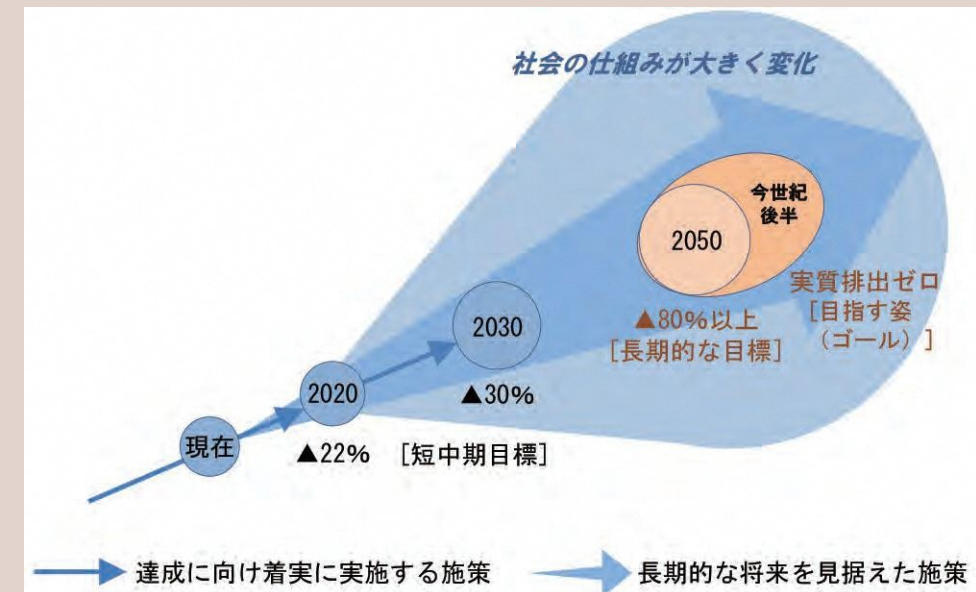 社会の仕組みが大きく変化
今世紀
後半
2050
実質排出ゼロ
[目指す姿
(ゴール)]
▲80%以上
[長期的な目標]
2030
▲30%
2020
▲22% [短中期目標]
現在
達成に向け着実に実施する施策
長期的な将来を見据えた施策